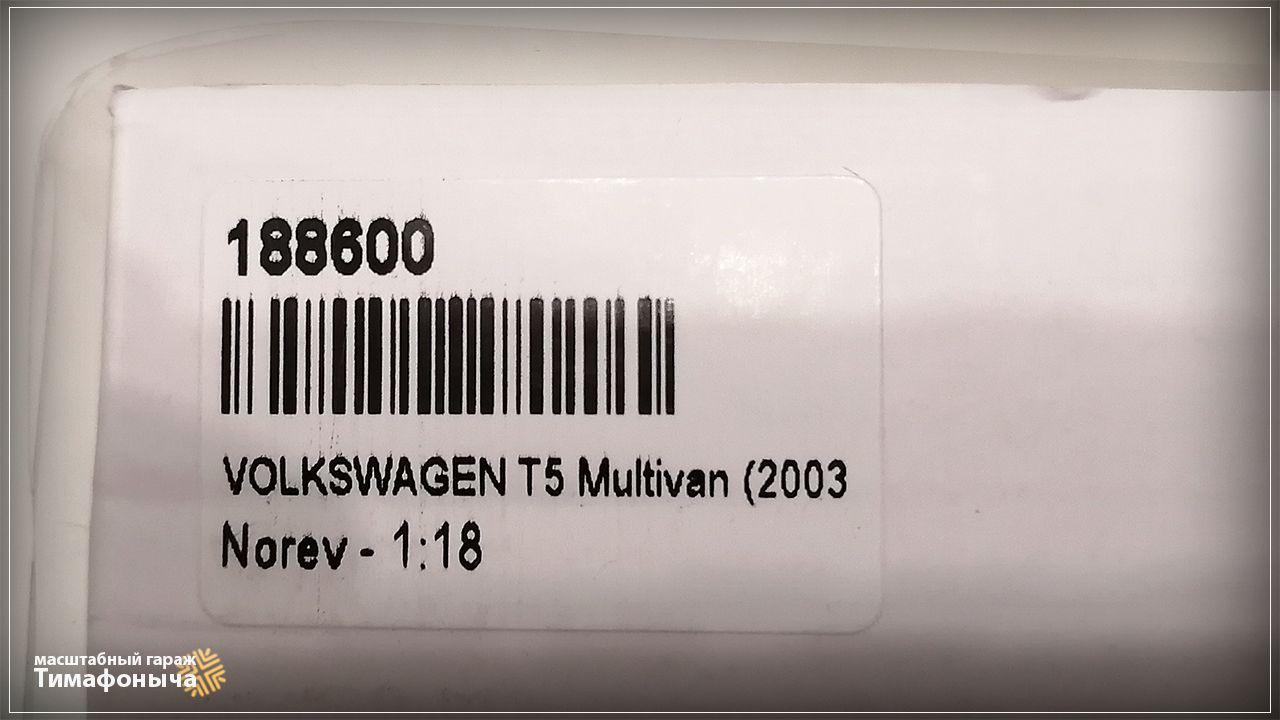 188600
VOLKSWAGEN T5 Multivan (2003
Norev - 1:18
масштабный гараж
Тимафоныча